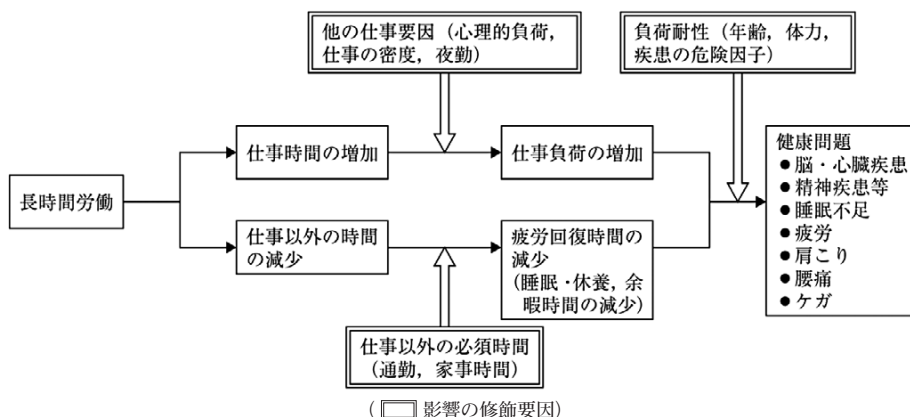 他の仕事要因（心理的負荷，
仕事の密度，夜勤）
負荷耐性（年齢，体力，
疾患の危険因子）
長時間労働
仕事時間の増加
仕事負荷の増加
仕事以外の時間
の減少
疲労回復時間の
減少
（睡眠・休養，余
暇時間の減少）
仕事以外の必須時間
（通勤，家事時間）
健康問題
●脳・心臓疾患
●精神疾患等
●睡眠不足
●疲労
●肩こり
●腰痛
●ケガ
（ 影響の修飾要因）